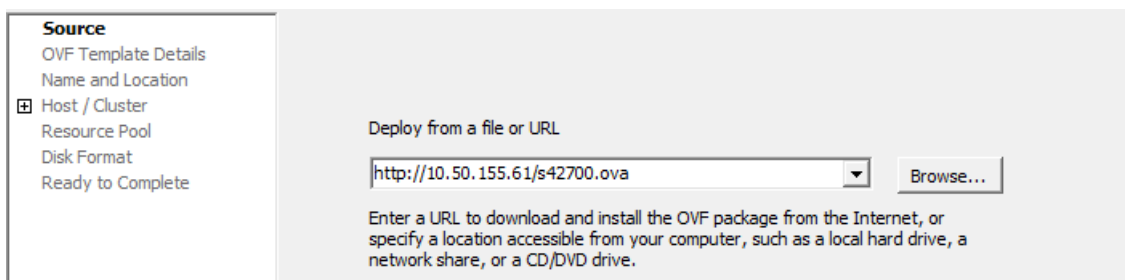 Source
OVF Template Details
Name and Location
Host / Cluster
Resource Pool
Disk Format
Ready to Complete
Deploy from a file or URL
http://10.50.155.61/s42700.ova
Browse...
Enter a URL to download and install the OVF package from the Internet, or
specify a location accessible from your computer, such as a local hard drive, a
network share, or a CD/DVD drive.